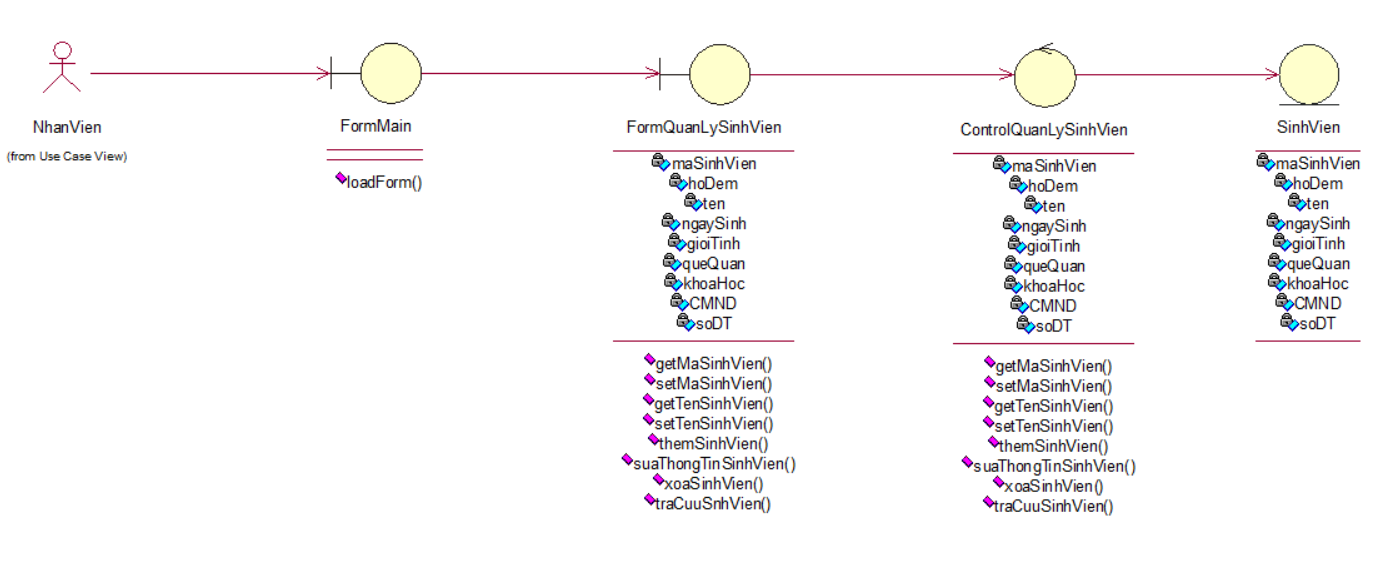 NhanVien
(from Use Case View)
FormMain
loadForm()
FormQuanLySinhVien
maSinhVien
hoDem
ten
ngaySinh
gioiTinh
queQuan
khoaHoc
CMND
soDT
getMaSinhVien()
setMaSinhVien()
getTenSinhVien()
setTenSinhVien()
themSinhVien()
suaThongTinSinhVien()
xoaSinhVien()
traCuuSnhVien()
ControlQuanLySinhVien
maSinhVien
hoDem
ten
ngaySinh
gioiTinh
queQuan
khoaHoc
CMND
soDT
getMaSinhVien()
setMaSinhVien()
getTenSinhVien()
setTenSinhVien()
themSinhVien()
suaThongTinSinhVien()
xoaSinhVien()
traCuuSinhVien()
SinhVien
maSinhVien
hoDem
ten
ngaySinh
gioiTinh
queQuan
khoaHoc
CMND
soDT